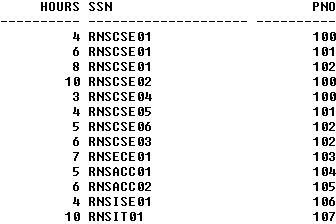 HOURS SSN PNO
---------- -------------------- ----------
4 RNSCSE01 100
6 RNSCSE01 101
8 RNSCSE01 102
10 RNSCSE02 100
3 RNSCSE04 100
4 RNSCSE05 101
5 RNSCSE06 102
6 RNSCSE03 102
7 RNSECE01 103
5 RNSACC01 104
6 RNSACC02 105
4 RNSISE01 106
10 RNSIT01 107